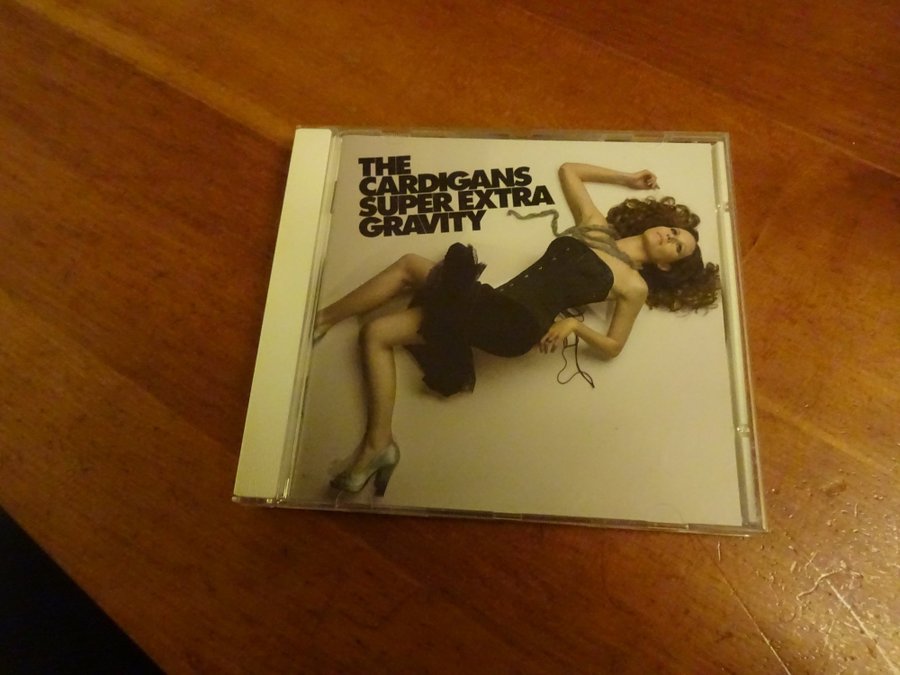 THE
CARDIGANS
SUPER EXTRA
GRAVITY